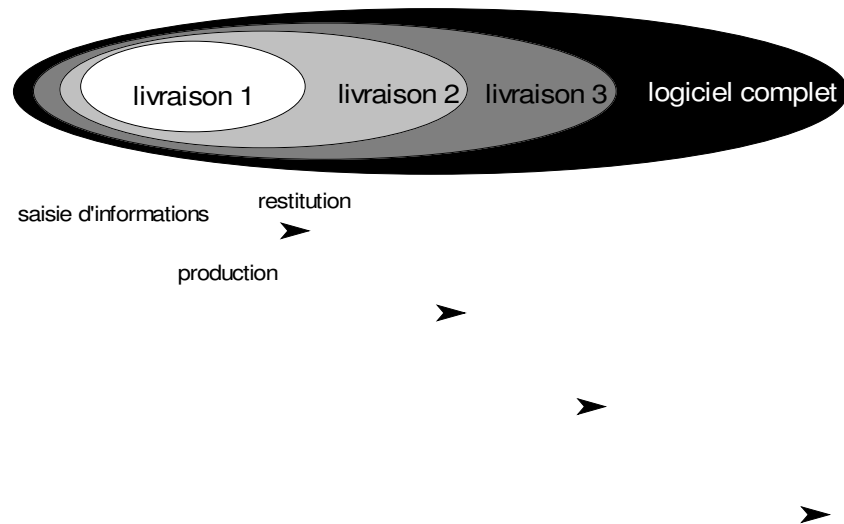 livraison 1
livraison 2
livraison 3
logiciel complet
restitution
saisie d'informations
production